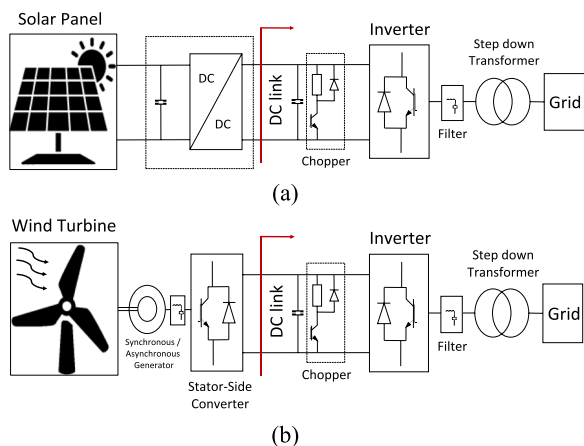 Solar Panel
Inverter
Step down
Transformer
DC
DC
DC link
Chopper
Filter
Grid
(a)
Wind Turbine
Inverter
Step down
Transformer
Synchronous /
Asynchronous
Generator
Stator-Side
Converter
DC link
Chopper
Filter
Grid
(b)